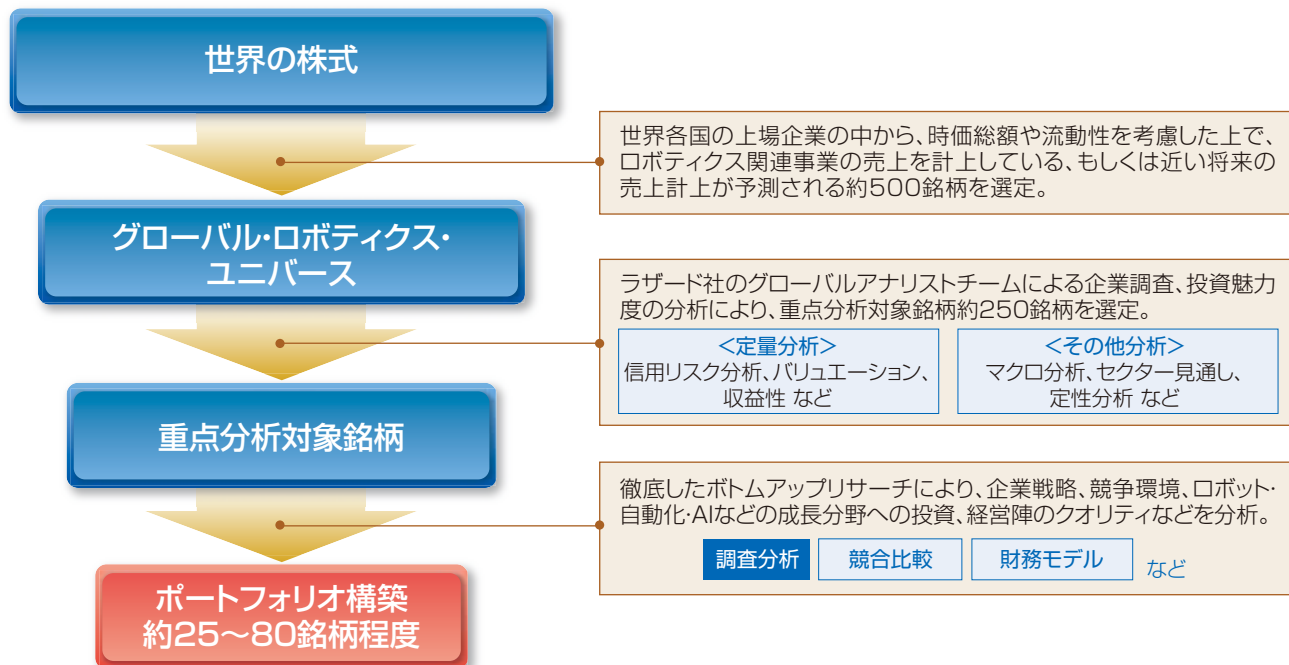 世界の株式
世界各国の上場企業の中から、時価総額や流動性を考慮した上で、
ロボティクス関連事業の売上を計上している、もしくは近い将来の
売上計上が予測される約500銘柄を選定。
グローバル・ロボティクス・
ユニバース
ラザード社のグローバルアナリストチームによる企業調査、投資魅力
度の分析により、重点分析対象銘柄約250銘柄を選定。
<定量分析>
信用リスク分析、バリュエーション、
収益性 など
<その他分析>
マクロ分析、セクター見通し、
定性分析 など
重点分析対象銘柄
徹底したボトムアップリサーチにより、企業戦略、競争環境、ロボット・
自動化・AIなどの成長分野への投資、経営陣のクオリティなどを分析。
調査分析
競合比較
財務モデル
など
ポートフォリオ構築
約25〜80銘柄程度